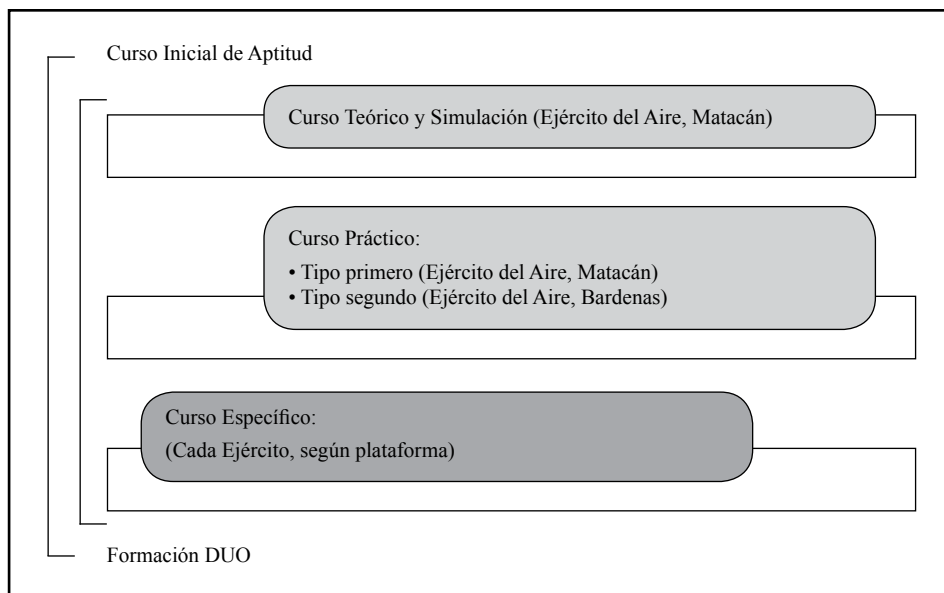 Curso Inicial de Aptitud
Curso Teórico y Simulación (Ejército del Aire, Matacán)
Curso Práctico:
• Tipo primero (Ejército del Aire, Matacán)
• Tipo segundo (Ejército del Aire, Bardenas)
Curso Específico:
(Cada Ejército, según plataforma)
Formación DUO